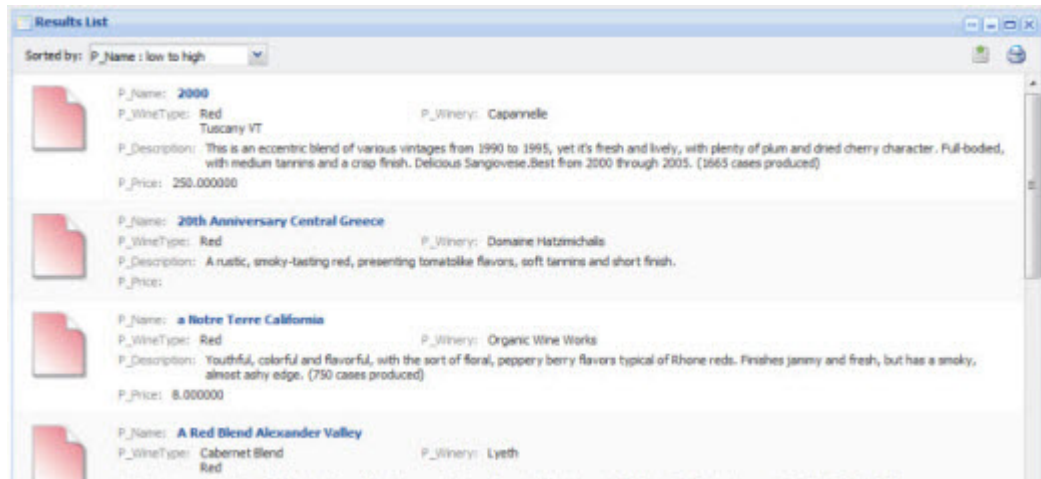 Results List
Sorted by: P_Name : low to high
P_Name: 2000
P_WineType: Red P_Winery: Capannelle
Tuscany VT
P_Description: This is an eccentric blend of various vintages from 1990 to 1995, yet it's fresh and lively, with plenty of plum and dried cherry character. Full-bodied,
with medium tannins and a crisp finish. Delicious Sangovese.Best from 2000 through 2005. (1665 cases produced)
P_Price: 250.000000
P_Name: 20th Anniversary Central Greece
P_WineType: Red P_Winery: Domaine Hatzimichalis
P_Description: A rustic, smoky-tasting red, presenting tomatolike flavors, soft tannins and short finish.
P_Price:
P_Name: a Notre Terre California
P_WineType: Red P_Winery: Organic Wine Works
P_Description: Youthful, colorful and flavorful, with the sort of floral, peppery berry flavors typical of Rhone reds. Finishes jammy and fresh, but has a smoky,
almost ashy edge. (750 cases produced)
P_Price: 8.000000
P_Name: A Red Blend Alexander Valley
P_WineType: Cabernet Blend P_Winery: Lyeth
Red